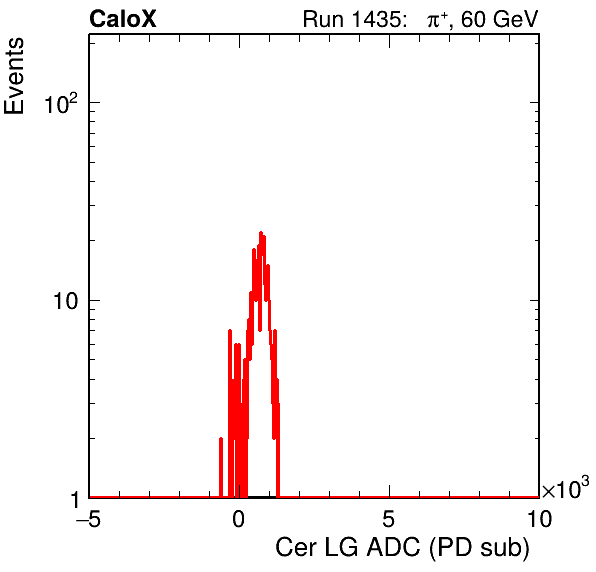 CaloX Run 1435: π⁺, 60 GeV
Events
10²
10
1
−5 0 5 10
×10³
Cer LG ADC (PD sub)